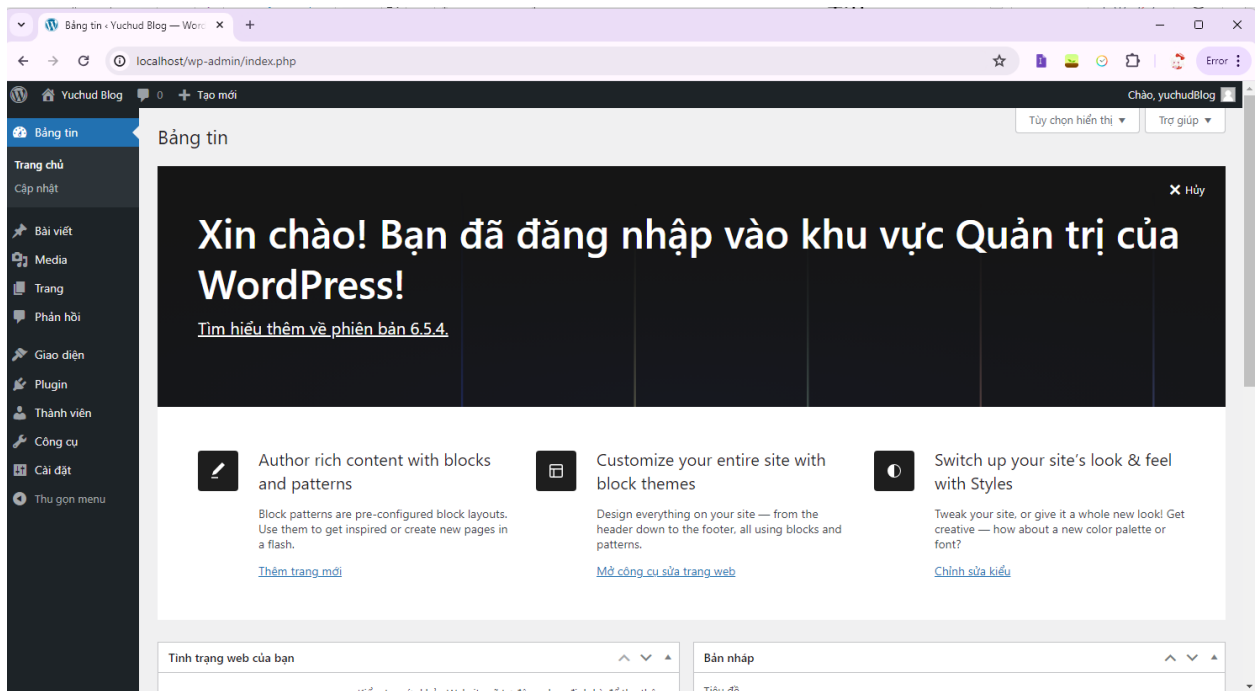 Bảng tin ‹ Yuchud Blog — Word
localhost/wp-admin/index.php
Error
Yuchud Blog 0 Tạo mới Chào, yuchudBlog
Tùy chọn hiển thị ▼ Trợ giúp ▼
Bảng tin
Trang chủ
Cập nhật
Bài viết
Media
Trang
Phản hồi
Giao diện
Plugin
Thành viên
Công cụ
Cài đặt
Thu gọn menu
Bảng tin
Hủy
Xin chào! Bạn đã đăng nhập vào khu vực Quản trị của
WordPress!
Tìm hiểu thêm về phiên bản 6.5.4.
Author rich content with blocks
and patterns
Block patterns are pre-configured block layouts.
Use them to get inspired or create new pages in
a flash.
Thêm trang mới
Customize your entire site with
block themes
Design everything on your site — from the
header down to the footer, all using blocks and
patterns.
Mở công cụ sửa trang web
Switch up your site’s look & feel
with Styles
Tweak your site, or give it a whole new look! Get
creative — how about a new color palette or
font?
Chỉnh sửa kiểu
Tình trạng web của bạn
Bản nháp
Tiêu đề